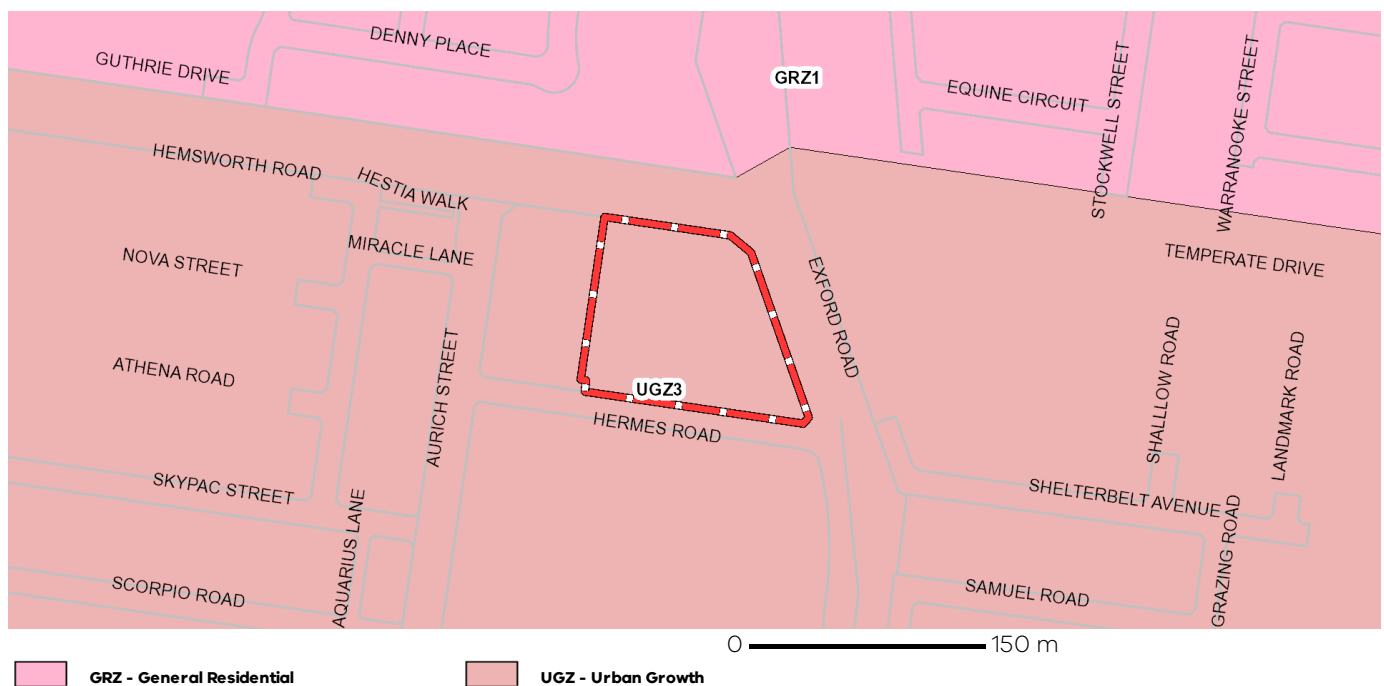 DENNY PLACE
GUTHRIE DRIVE
GRZ1
EQUINE CIRCUIT
STOCKWELL STREET
WARRANOOKE STREET
HEMSWORTH ROAD
HESTIA WALK
MIRACLE LANE
NOVA STREET
TEMPERATE DRIVE
EXFORD ROAD
ATHENA ROAD
AURICH STREET
UGZ3
HERMES ROAD
SHALLOW ROAD
LANDMARK ROAD
SKYPAC STREET
AQUARIUS LANE
SHELTERBELT AVENUE
GRAZING ROAD
SCORPIO ROAD
SAMUEL ROAD
0 150 m
GRZ - General Residential
UGZ - Urban Growth